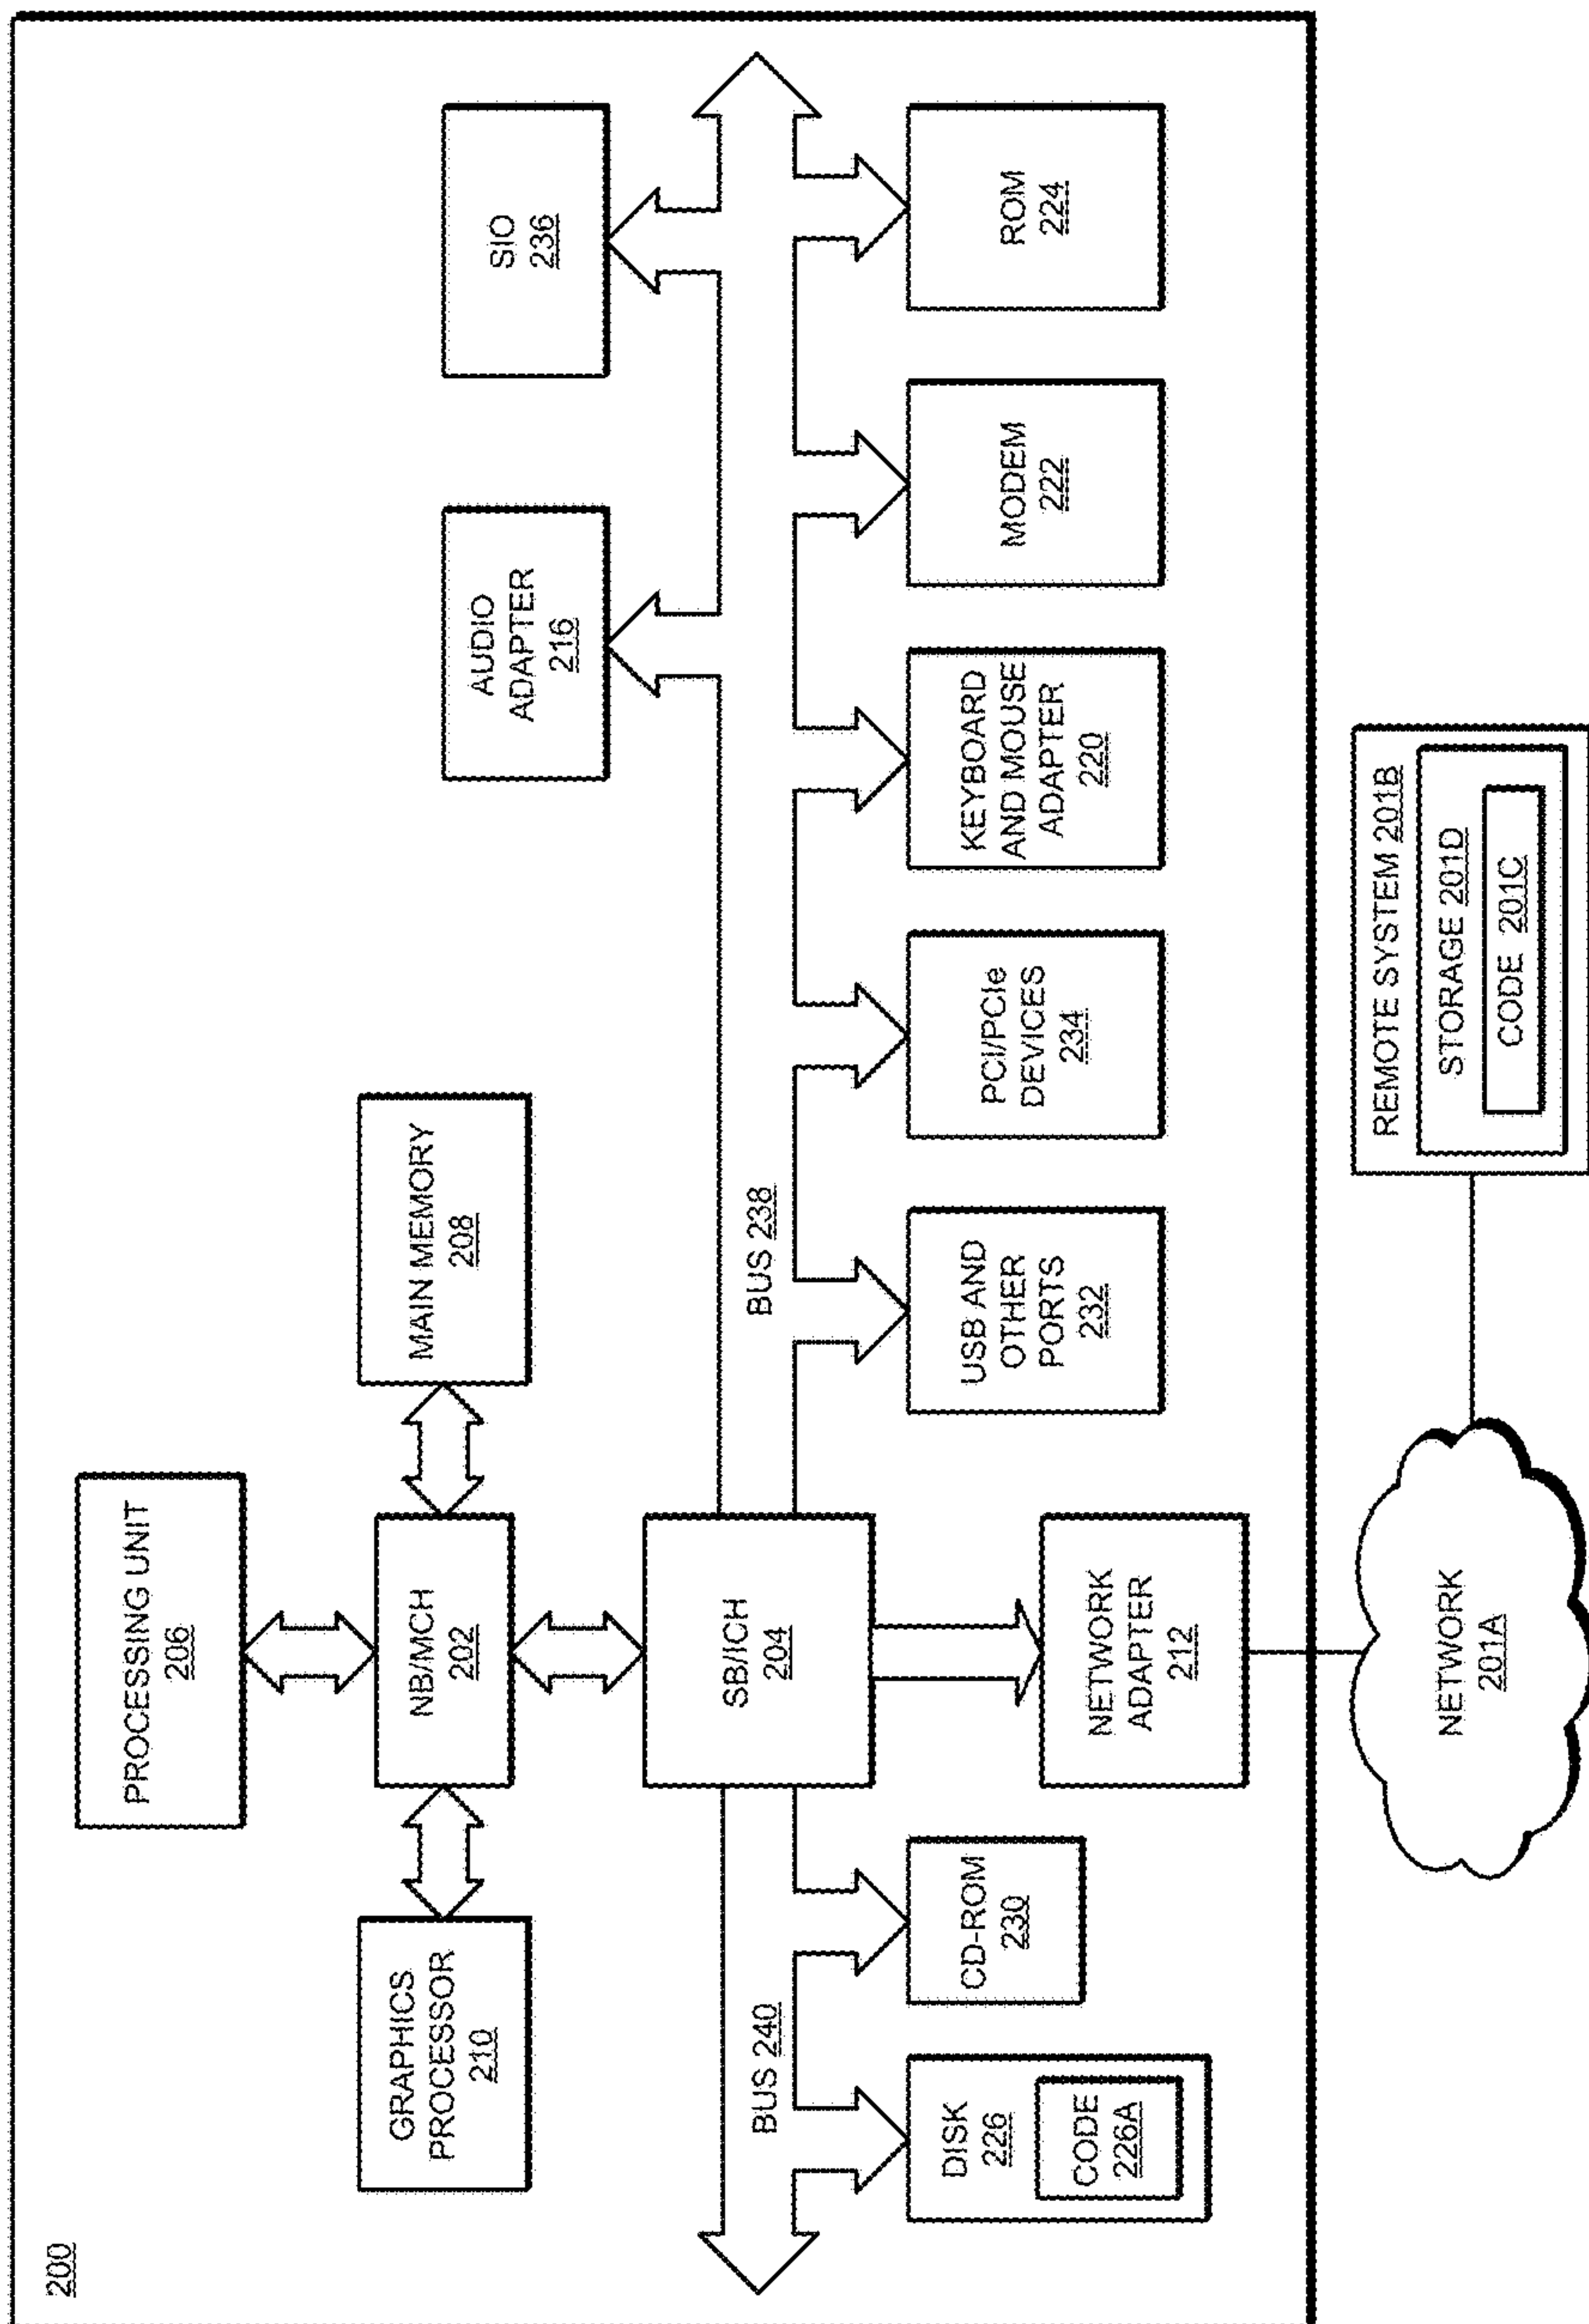 200
PROCESSING UNIT
206
GRAPHICS
PROCESSOR
210
NB/MCH
202
MAIN MEMORY
208
AUDIO
ADAPTER
216
SIO
236
SB/ICH
204
BUS 240
BUS 238
DISK
226
CODE
226A
CD-ROM
230
USB AND
OTHER
PORTS
232
PCI/PCIe
DEVICES
234
KEYBOARD
AND MOUSE
ADAPTER
220
MODEM
222
ROM
224
NETWORK
ADAPTER
212
NETWORK
201A
REMOTE SYSTEM 201B
STORAGE 201D
CODE 201C